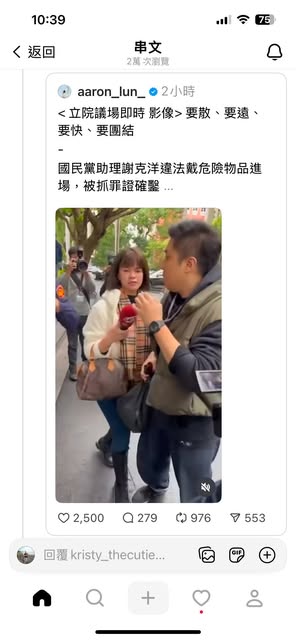 10:39
75
返回
串文
2萬 次瀏覽
aaron_lun_ 2小時
< 立院議場即時 影像> 要散、要遠、
要快、要團結
-
國民黨助理謝克洋違法戴危險物品進
場，被抓罪證確鑿 ...
2,500
279
976
553
回覆 kristy_thecutie...
GIF